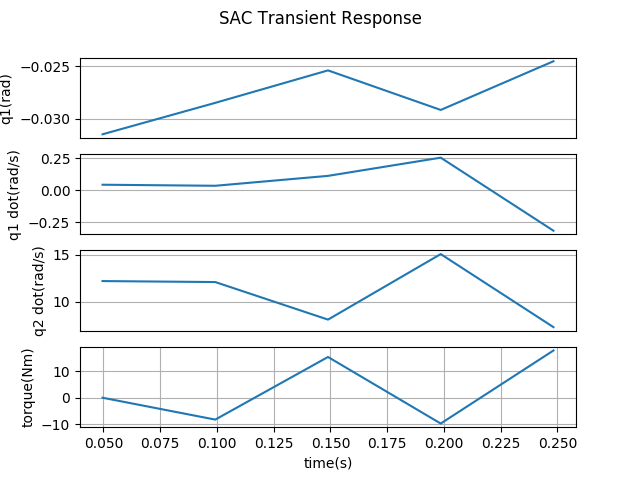 SAC Transient Response
q1(rad)
−0.025
−0.030
q1 dot(rad/s)
0.25
0.00
−0.25
q2 dot(rad/s)
15
10
torque(Nm)
10
0
−10
0.050 0.075 0.100 0.125 0.150 0.175 0.200 0.225 0.250
time(s)